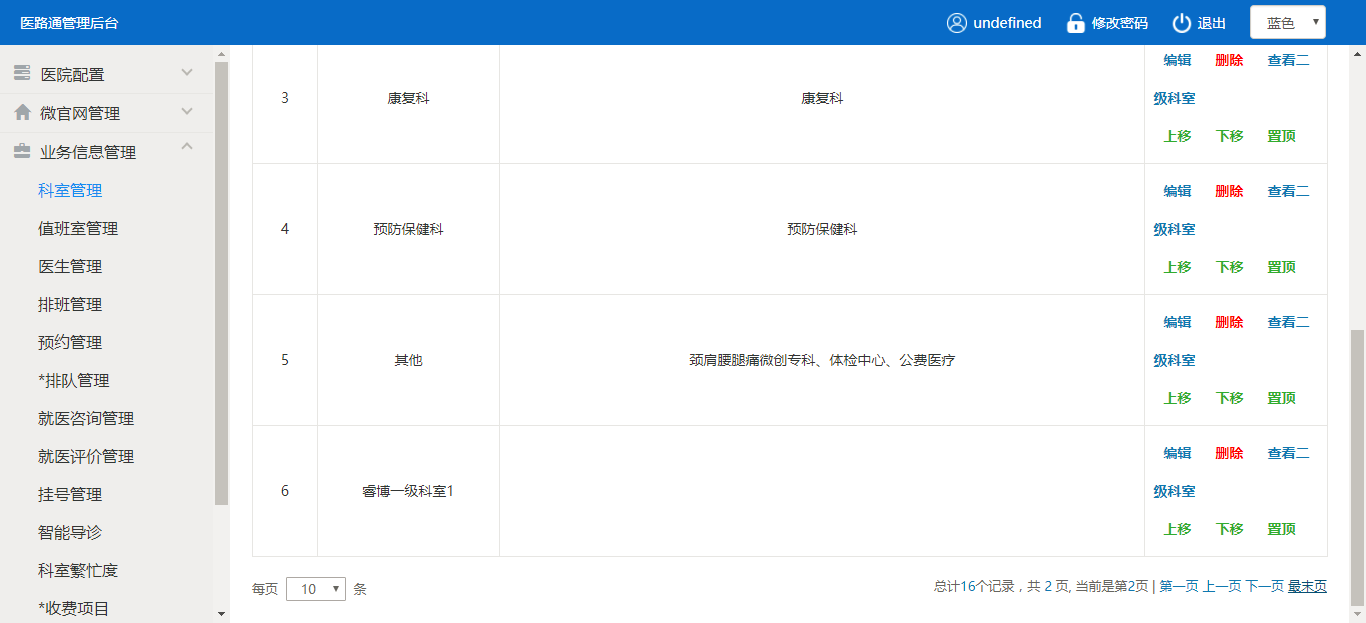 医路通管理后台
undefined
修改密码
退出
蓝色
医院配置
微官网管理
业务信息管理
科室管理
值班室管理
医生管理
排班管理
预约管理
*排队管理
就医咨询管理
就医评价管理
挂号管理
智能导诊
科室繁忙度
*收费项目
3 康复科 康复科 编辑 删除 查看二
级科室
上移 下移 置顶
4 预防保健科 预防保健科 编辑 删除 查看二
级科室
上移 下移 置顶
5 其他 颈肩腰腿痛微创专科、体检中心、公费医疗 编辑 删除 查看二
级科室
上移 下移 置顶
6 睿博一级科室1 编辑 删除 查看二
级科室
上移 下移 置顶
每页 10 条
总计16个记录，共 2 页, 当前是第2页 | 第一页 上一页 下一页 最末页